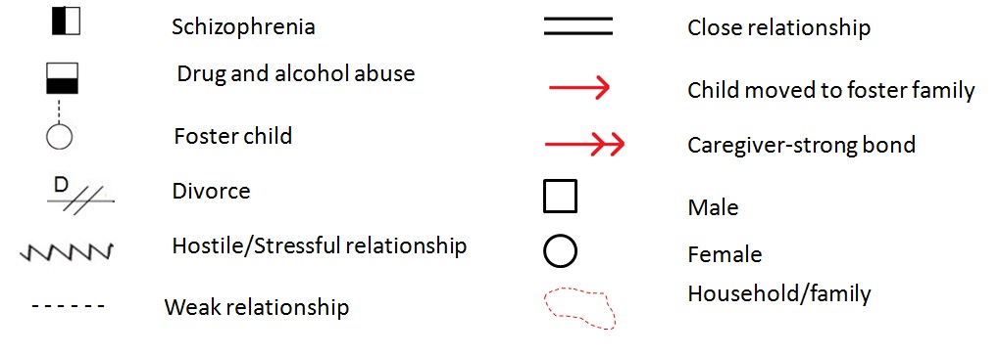 Schizophrenia
Drug and alcohol abuse
Foster child
D
Divorce
Hostile/Stressful relationship
Weak relationship
Close relationship
Child moved to foster family
Caregiver-strong bond
Male
Female
Household/family